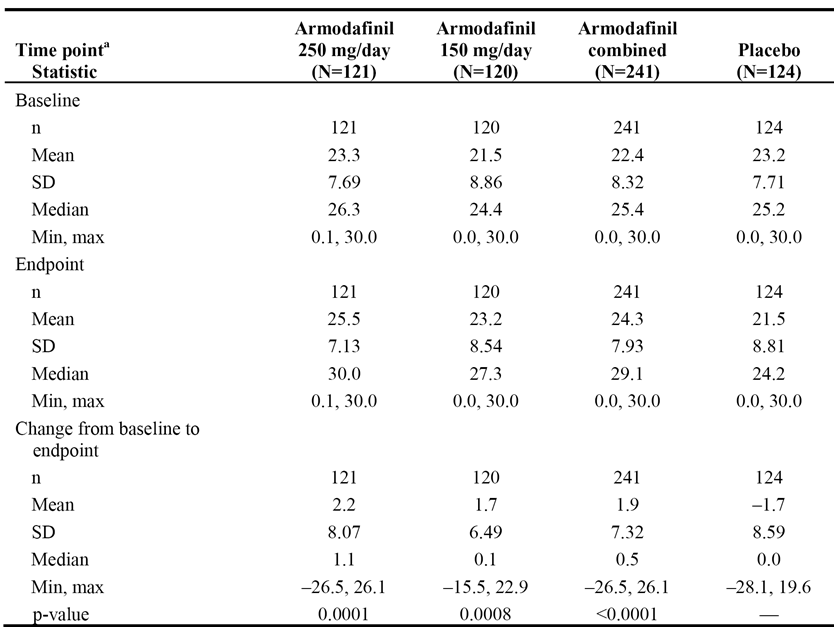 Armodafinil Armodafinil Armodafinil
Time pointᵃ 250 mg/day 150 mg/day combined Placebo
Statistic (N=121) (N=120) (N=241) (N=124)
Baseline
n 121 120 241 124
Mean 23.3 21.5 22.4 23.2
SD 7.69 8.86 8.32 7.71
Median 26.3 24.4 25.4 25.2
Min, max 0.1, 30.0 0.0, 30.0 0.0, 30.0 0.0, 30.0
Endpoint
n 121 120 241 124
Mean 25.5 23.2 24.3 21.5
SD 7.13 8.54 7.93 8.81
Median 30.0 27.3 29.1 24.2
Min, max 0.1, 30.0 0.0, 30.0 0.0, 30.0 0.0, 30.0
Change from baseline to
endpoint
n 121 120 241 124
Mean 2.2 1.7 1.9 −1.7
SD 8.07 6.49 7.32 8.59
Median 1.1 0.1 0.5 0.0
Min, max −26.5, 26.1 −15.5, 22.9 −26.5, 26.1 −28.1, 19.6
p-value 0.0001 0.0008 <0.0001 —